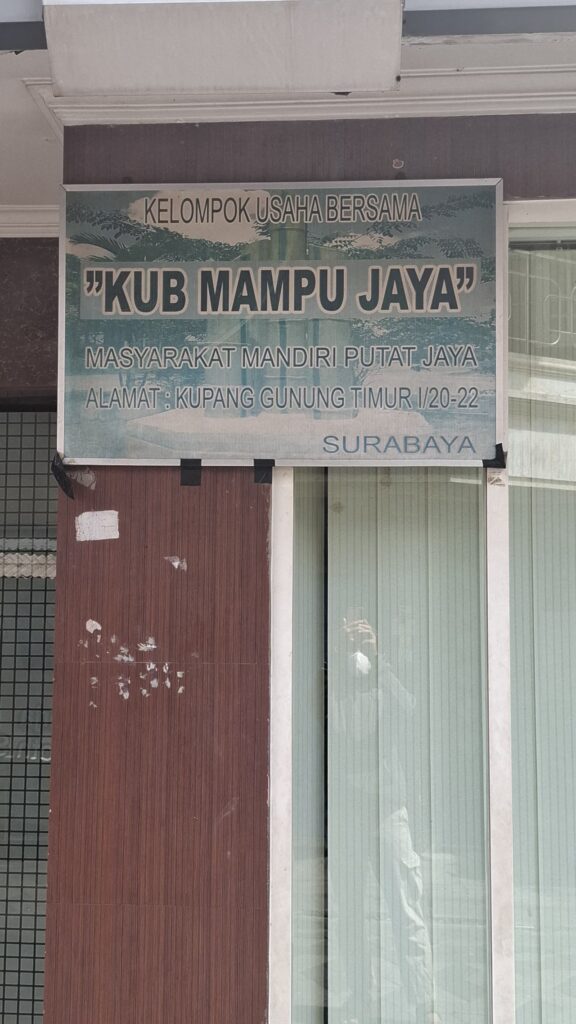 KELOMPOK USAHA BERSAMA
"KUB MAMPU JAYA"
MASYARAKAT MANDIRI PUTAT JAYA
ALAMAT : KUPANG GUNUNG TIMUR I/20-22
SURABAYA